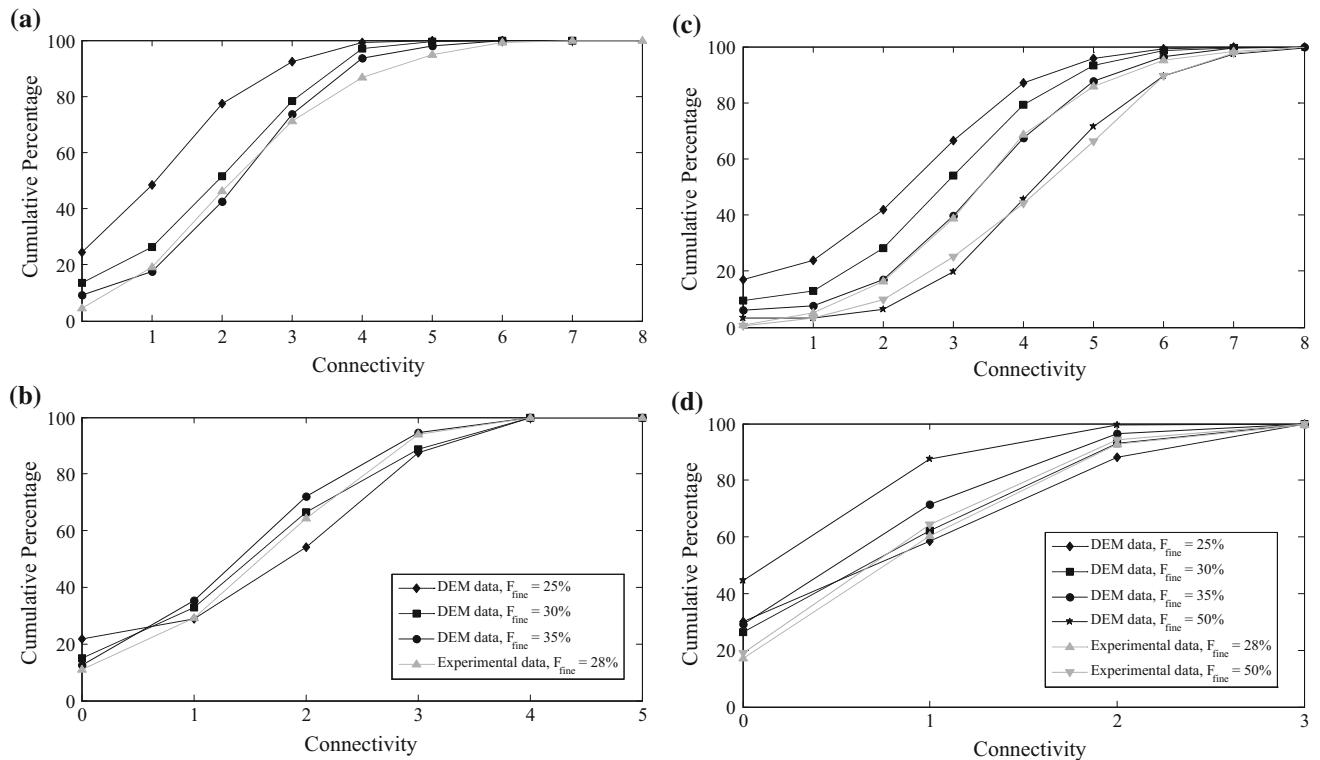 (a)
100
80
60
40
20
0
Cumulative Percentage
1 2 3 4 5 6 7 8
Connectivity
(b)
100
80
60
40
20
0
Cumulative Percentage
0 1 2 3 4 5
Connectivity
DEM data, F_fine = 25%
DEM data, F_fine = 30%
DEM data, F_fine = 35%
Experimental data, F_fine = 28%
(c)
100
80
60
40
20
0
Cumulative Percentage
1 2 3 4 5 6 7 8
Connectivity
(d)
100
80
60
40
20
0
Cumulative Percentage
0 1 2 3
Connectivity
DEM data, F_fine = 25%
DEM data, F_fine = 30%
DEM data, F_fine = 35%
DEM data, F_fine = 50%
Experimental data, F_fine = 28%
Experimental data, F_fine = 50%